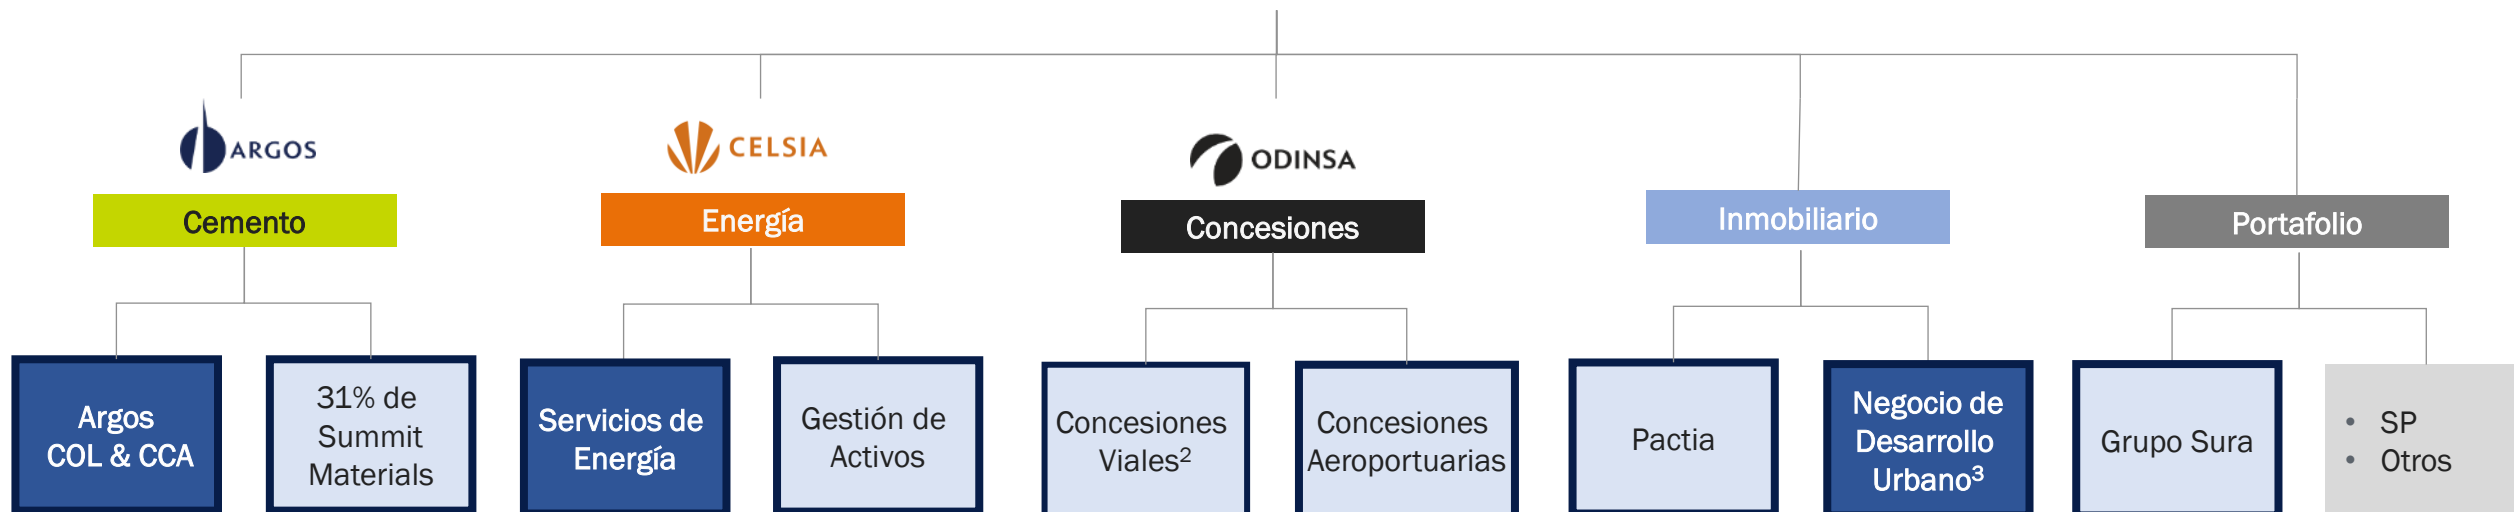 ARGOS
CELSIA
ODINSA
Cemento
Energía
Concesiones
Inmobiliario
Portafolio
Argos
COL & CCA
31% de
Summit
Materials
Servicios de
Energía
Gestión de
Activos
Concesiones
Viales²
Concesiones
Aeroportuarias
Pactia
Negocio de
Desarrollo
Urbano³
Grupo Sura
• SP
• Otros